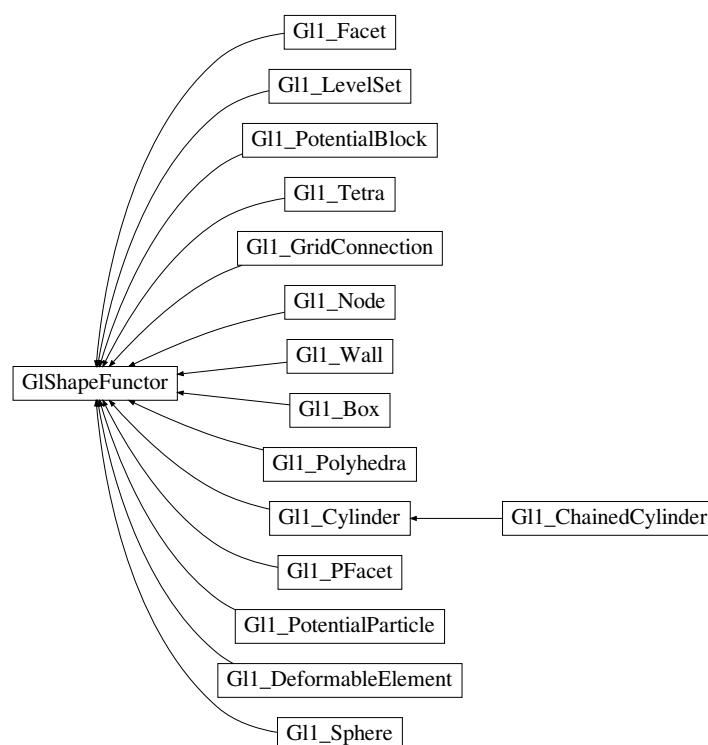 Gl1_Facet
Gl1_LevelSet
Gl1_PotentialBlock
Gl1_Tetra
Gl1_GridConnection
Gl1_Node
Gl1_Wall
GlShapeFunctor
Gl1_Box
Gl1_Polyhedra
Gl1_Cylinder
Gl1_ChainedCylinder
Gl1_PFacet
Gl1_PotentialParticle
Gl1_DeformableElement
Gl1_Sphere